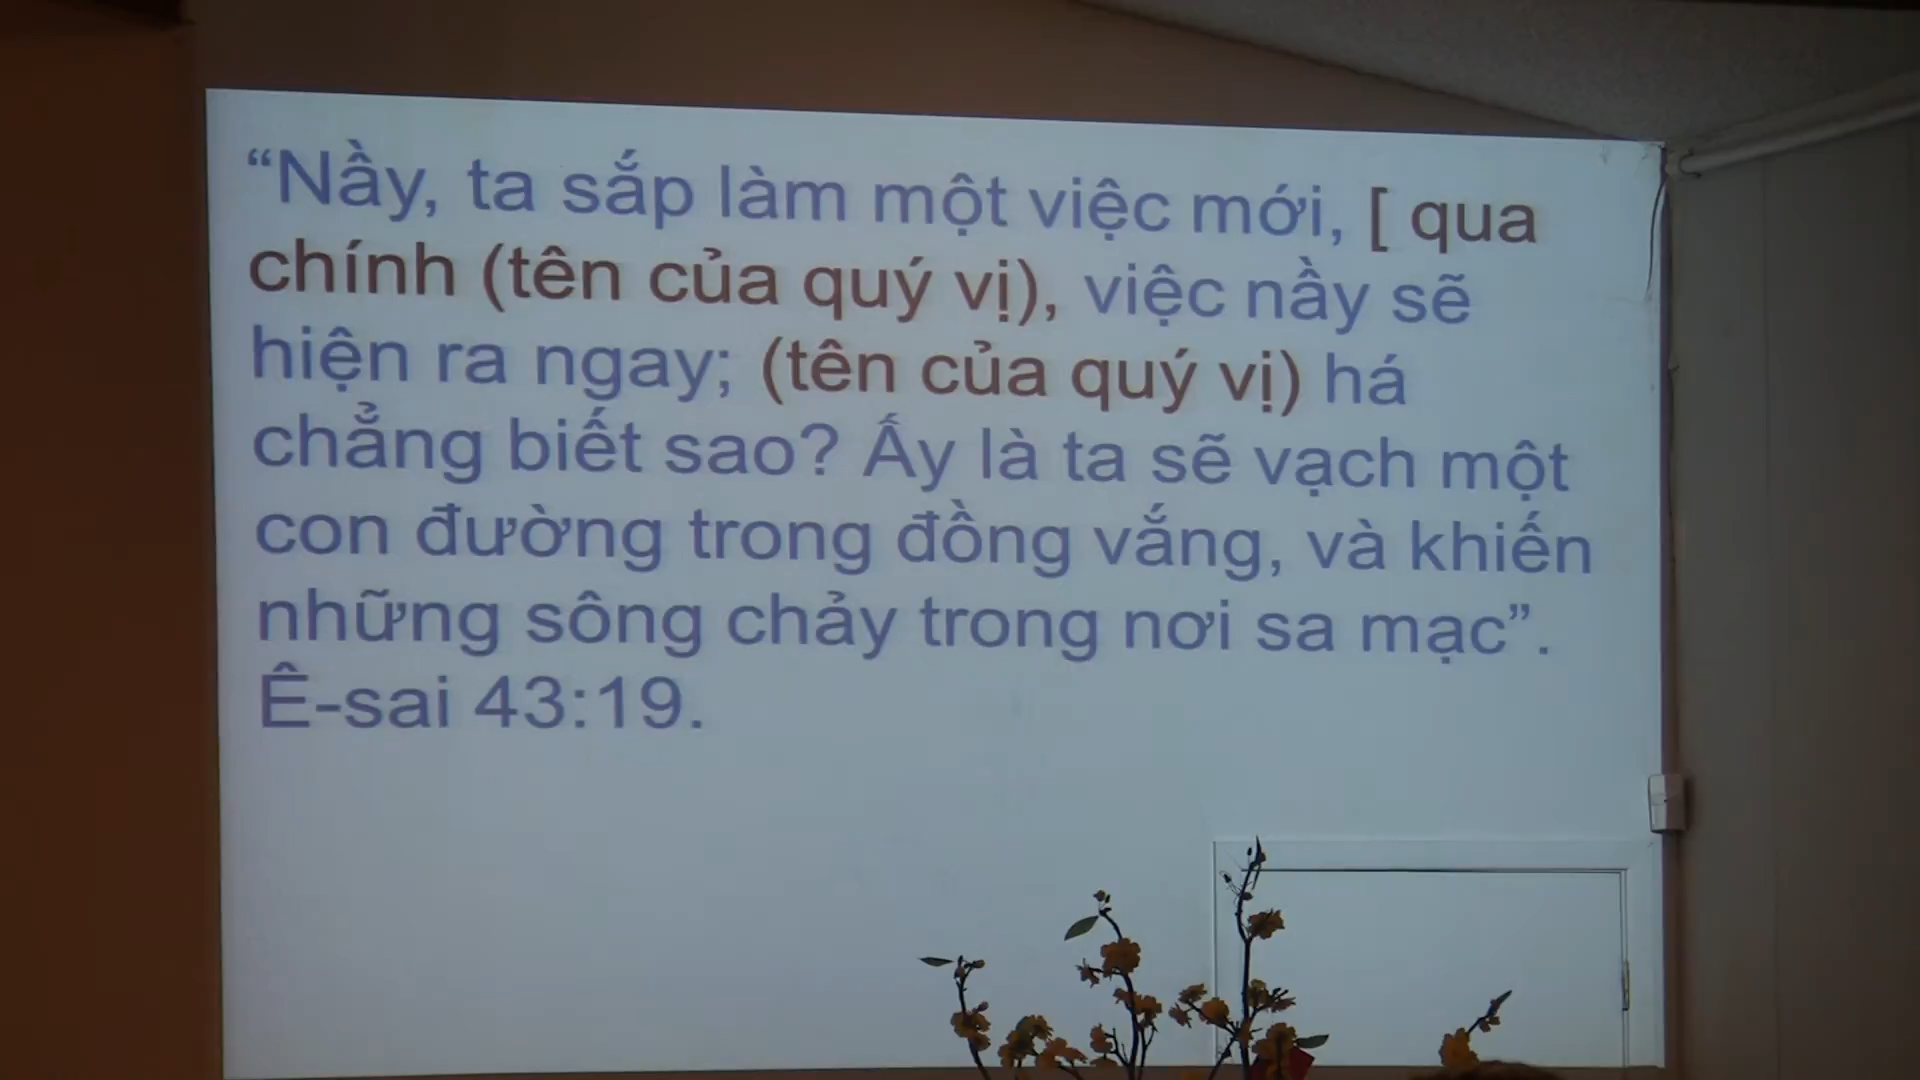 “Nầy, ta sắp làm một việc mới, [ qua
chính (tên của quý vị), việc nầy sẽ
hiện ra ngay; (tên của quý vị) há
chẳng biết sao? Ấy là ta sẽ vạch một
con đường trong đồng vắng, và khiến
những sông chảy trong nơi sa mạc”.
Ê-sai 43:19.